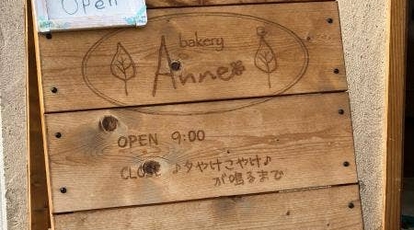 Open
bakery
Anne
OPEN 9:00
CLOSE ♪夕やけこやけ♪
が鳴るまで